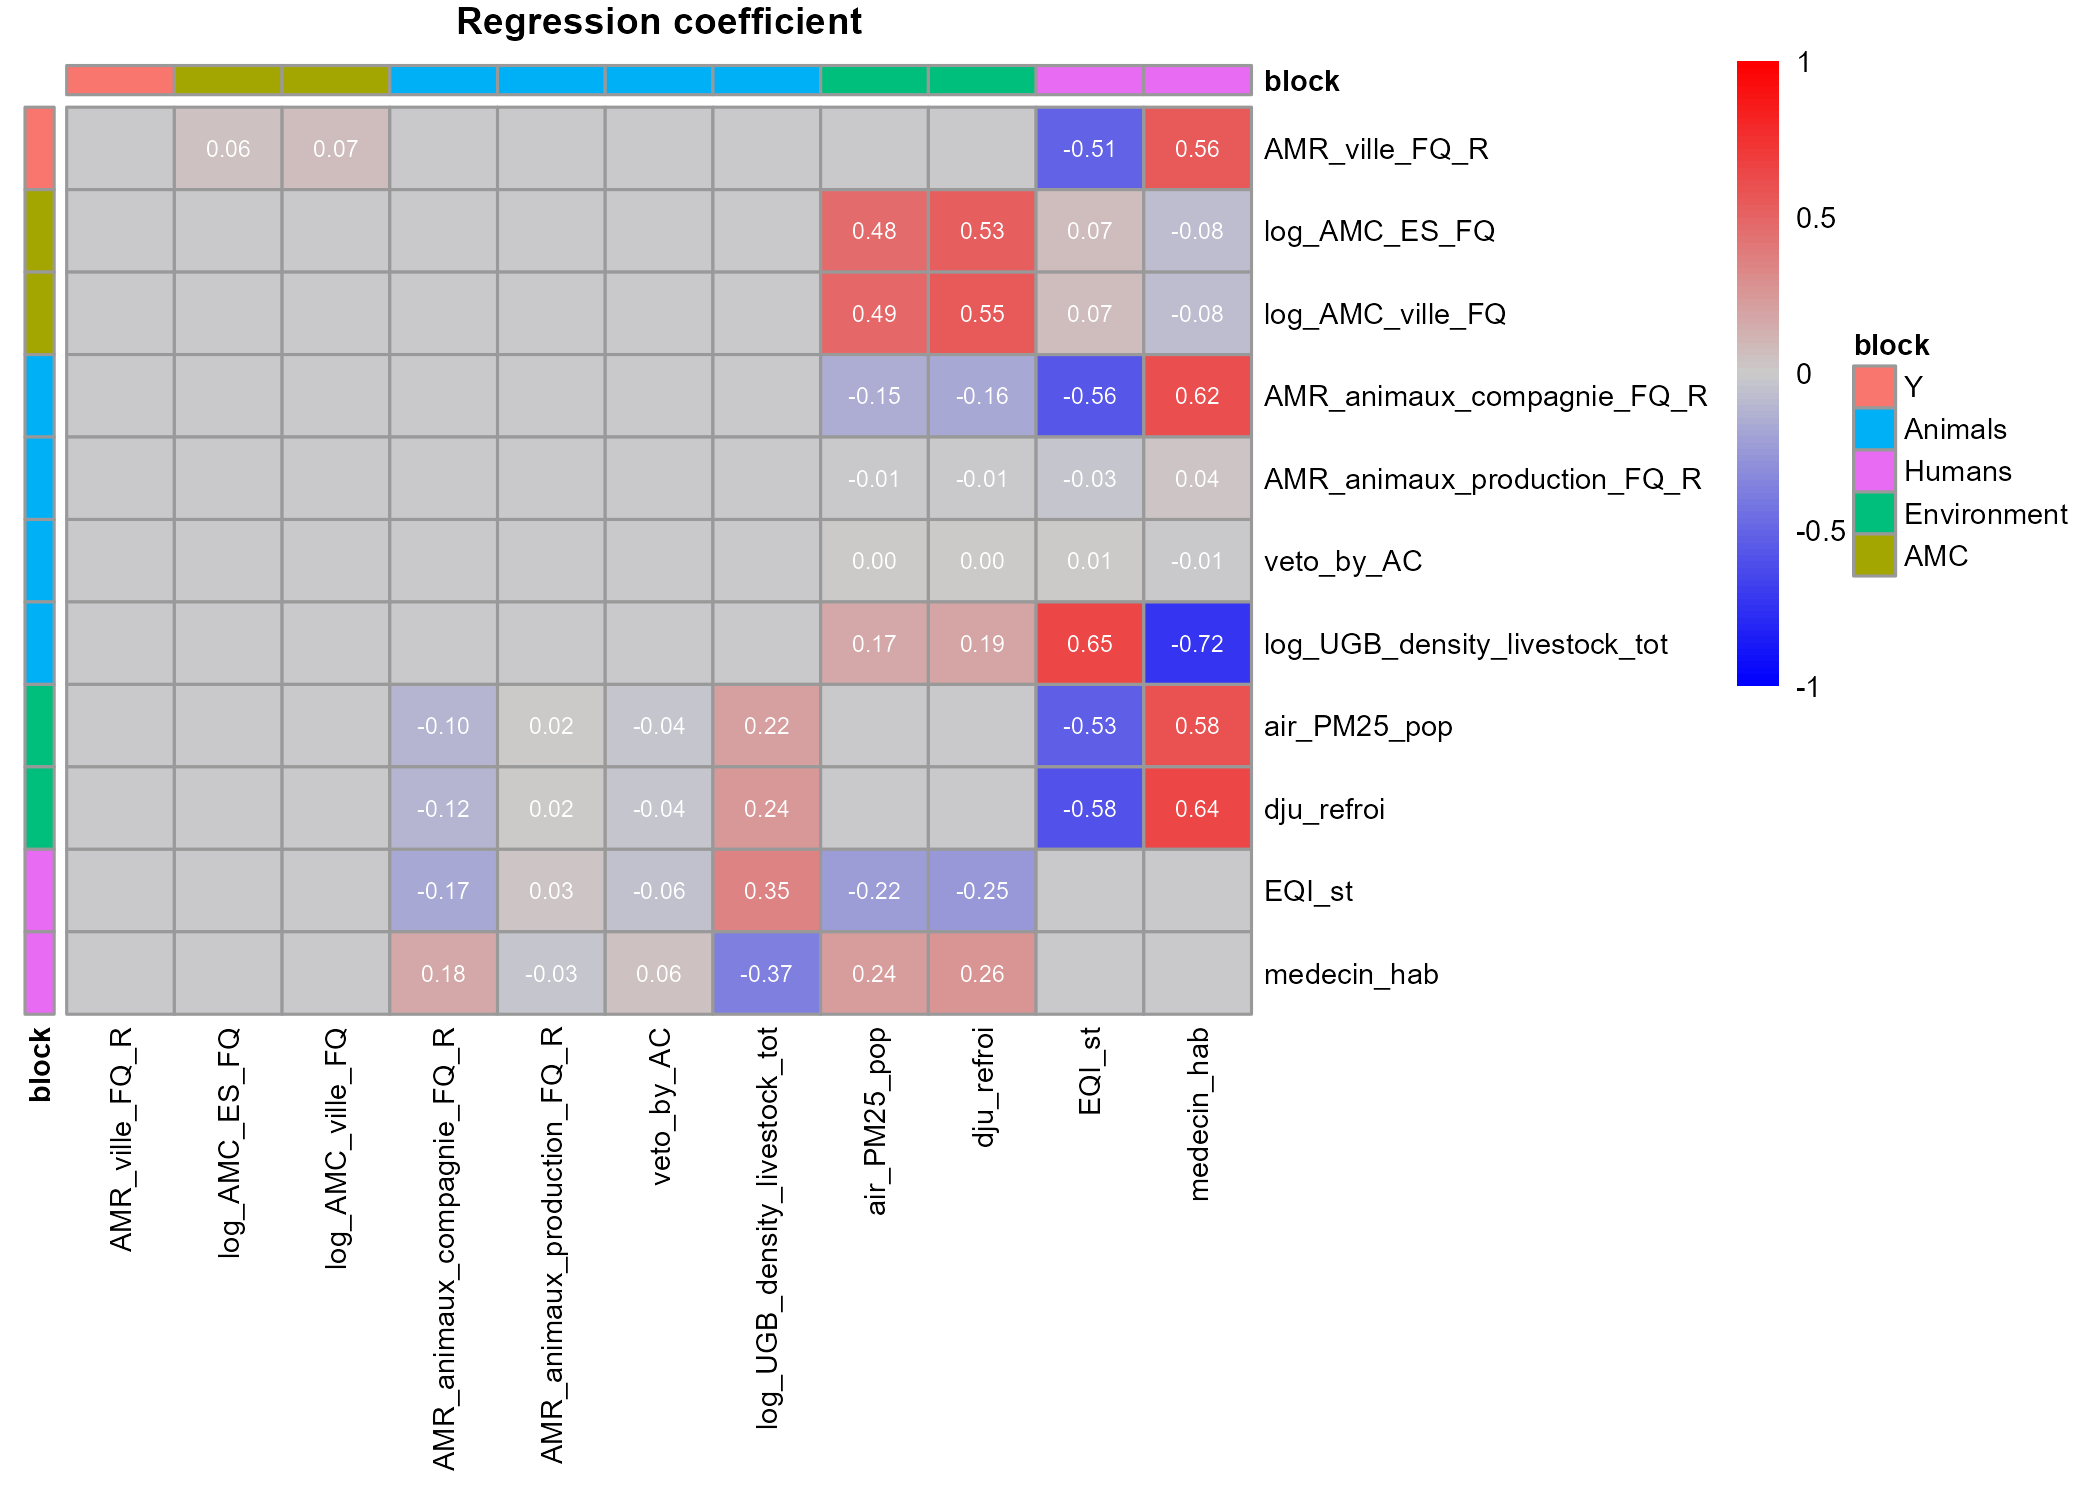 Regression coefficient
block
0.06 0.07 -0.51 0.56 AMR_ville_FQ_R
0.48 0.53 0.07 -0.08 log_AMC_ES_FQ
0.49 0.55 0.07 -0.08 log_AMC_ville_FQ
-0.15 -0.16 -0.56 0.62 AMR_animaux_compagnie_FQ_R
-0.01 -0.01 -0.03 0.04 AMR_animaux_production_FQ_R
0.00 0.00 0.01 -0.01 veto_by_AC
0.17 0.19 0.65 -0.72 log_UGB_density_livestock_tot
-0.10 0.02 -0.04 0.22 -0.53 0.58 air_PM25_pop
-0.12 0.02 -0.04 0.24 -0.58 0.64 dju_refroi
-0.17 0.03 -0.06 0.35 -0.22 -0.25 EQI_st
0.18 -0.03 0.06 -0.37 0.24 0.26 medecin_hab
block
AMR_ville_FQ_R
log_AMC_ES_FQ
log_AMC_ville_FQ
AMR_animaux_compagnie_FQ_R
AMR_animaux_production_FQ_R
veto_by_AC
log_UGB_density_livestock_tot
air_PM25_pop
dju_refroi
EQI_st
medecin_hab
1
0.5
0
-0.5
-1
block
Y
Animals
Humans
Environment
AMC